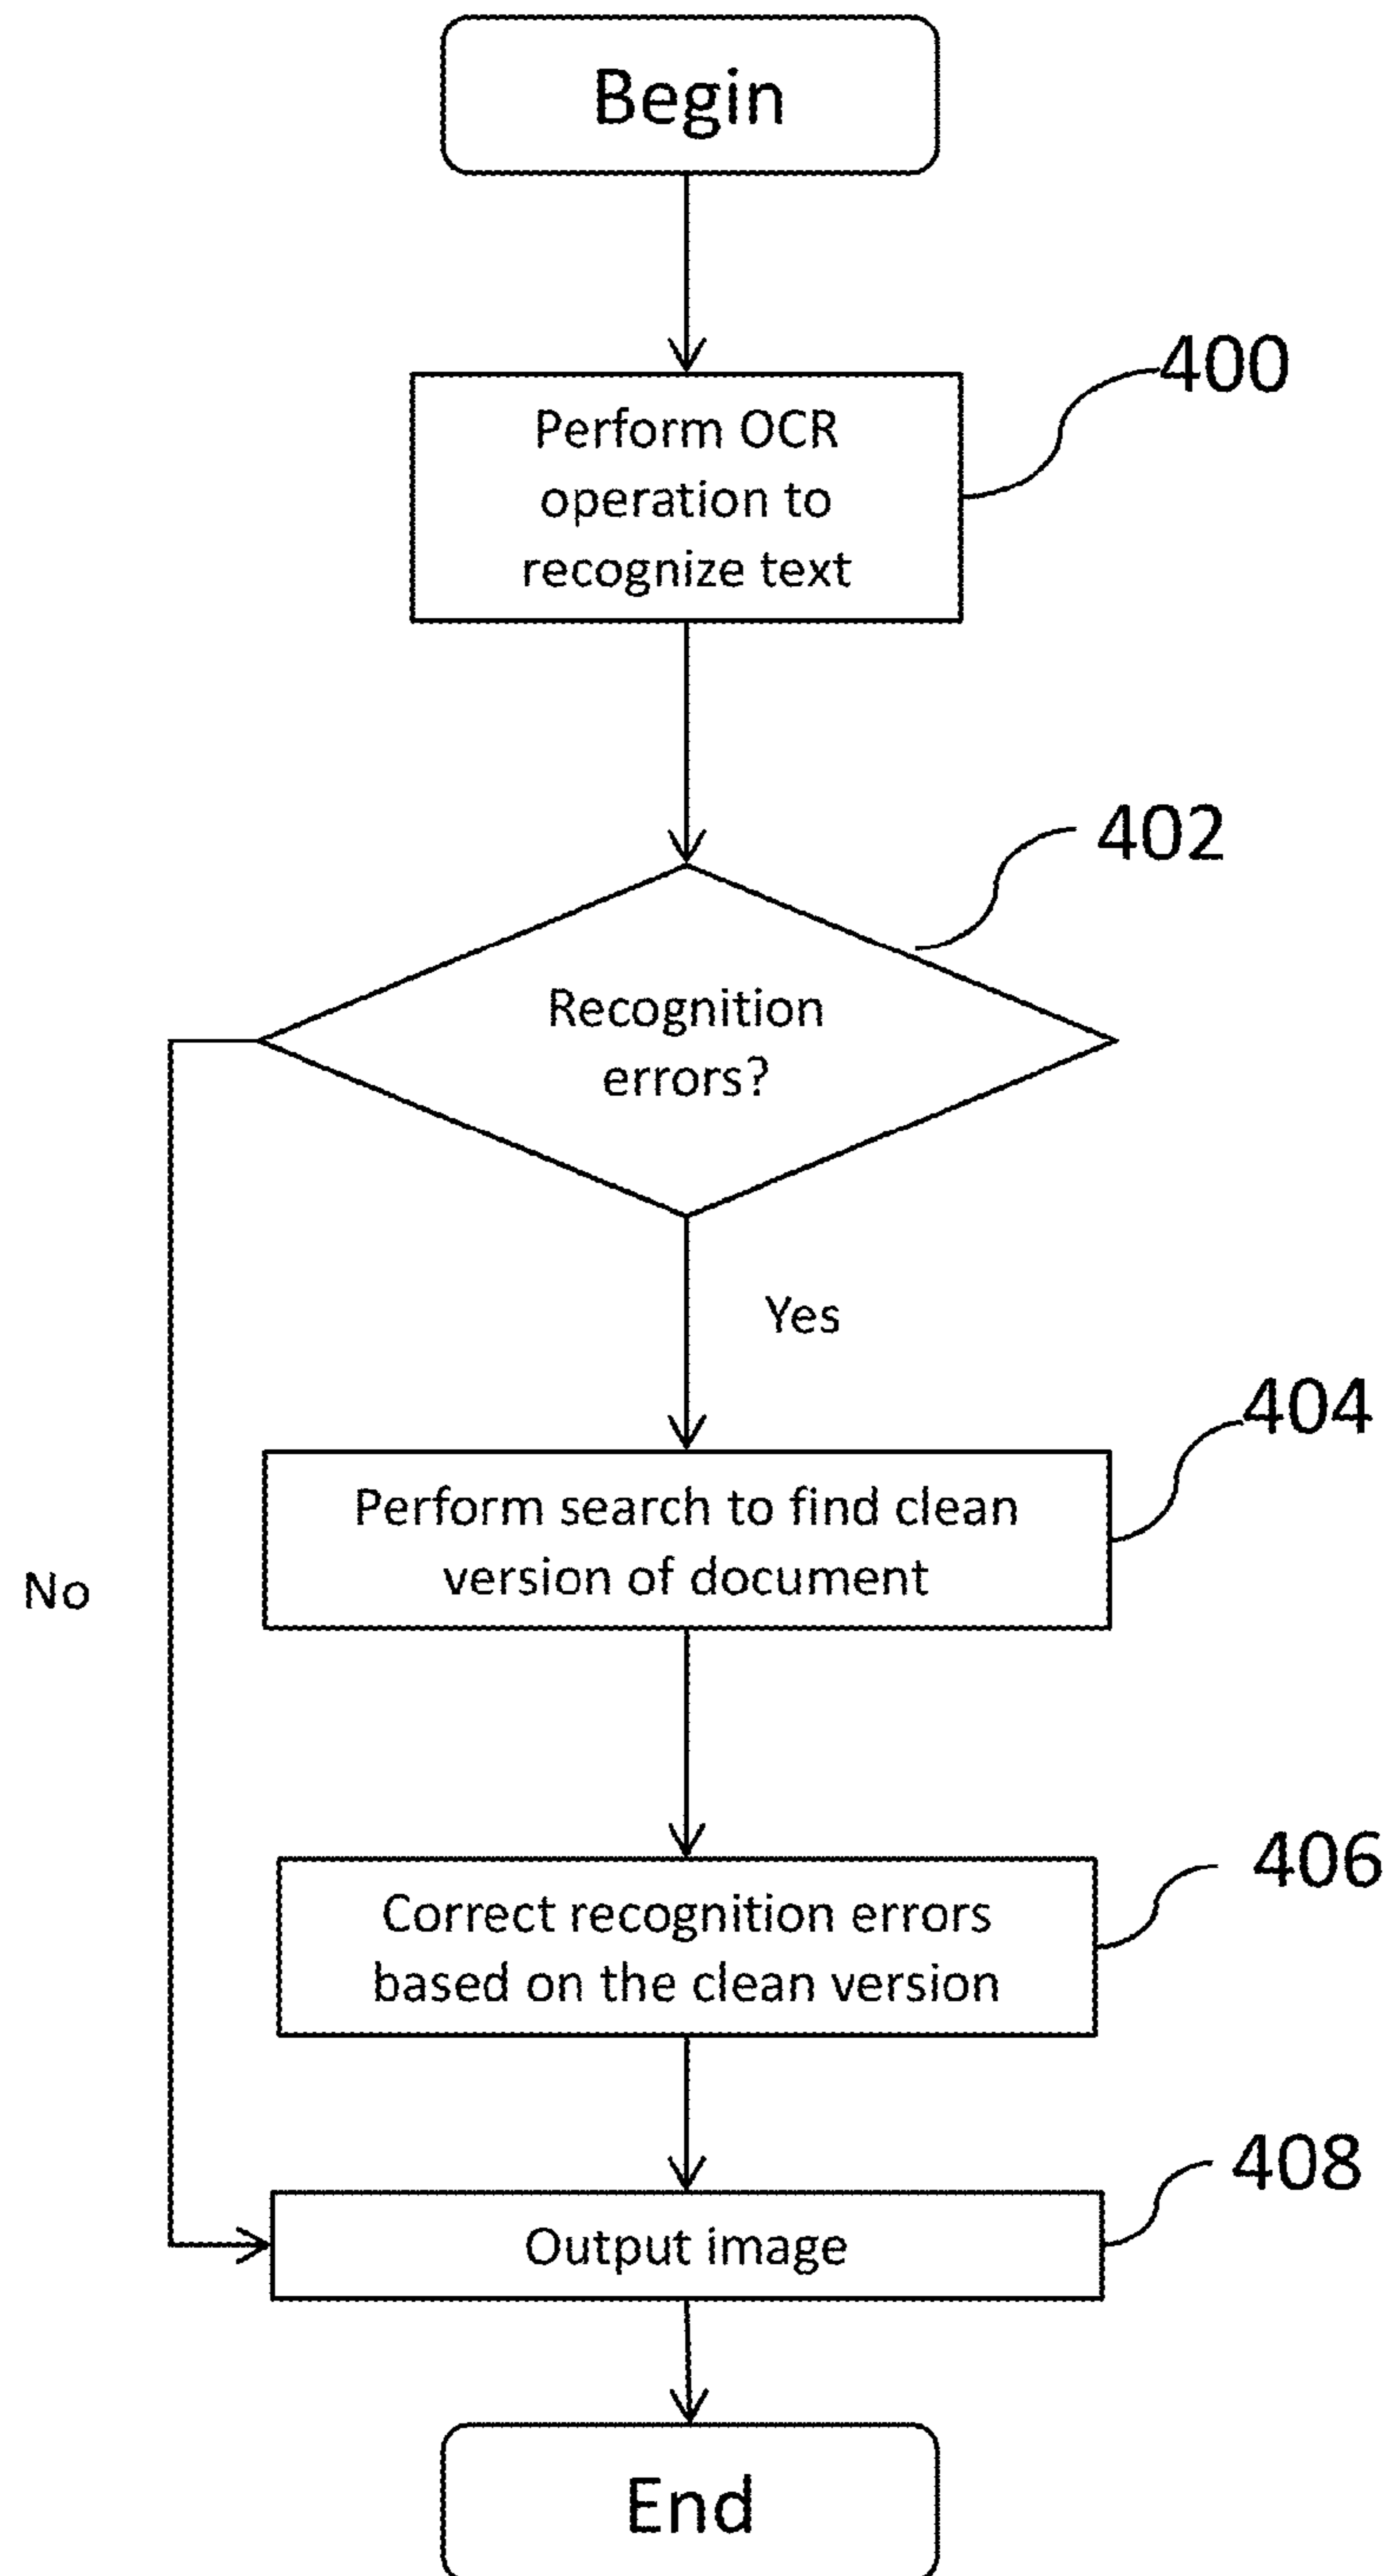 Begin
400
Perform OCR
operation to
recognize text
402
Recognition
errors?
Yes
404
Perform search to find clean
version of document
No
406
Correct recognition errors
based on the clean version
408
Output image
End